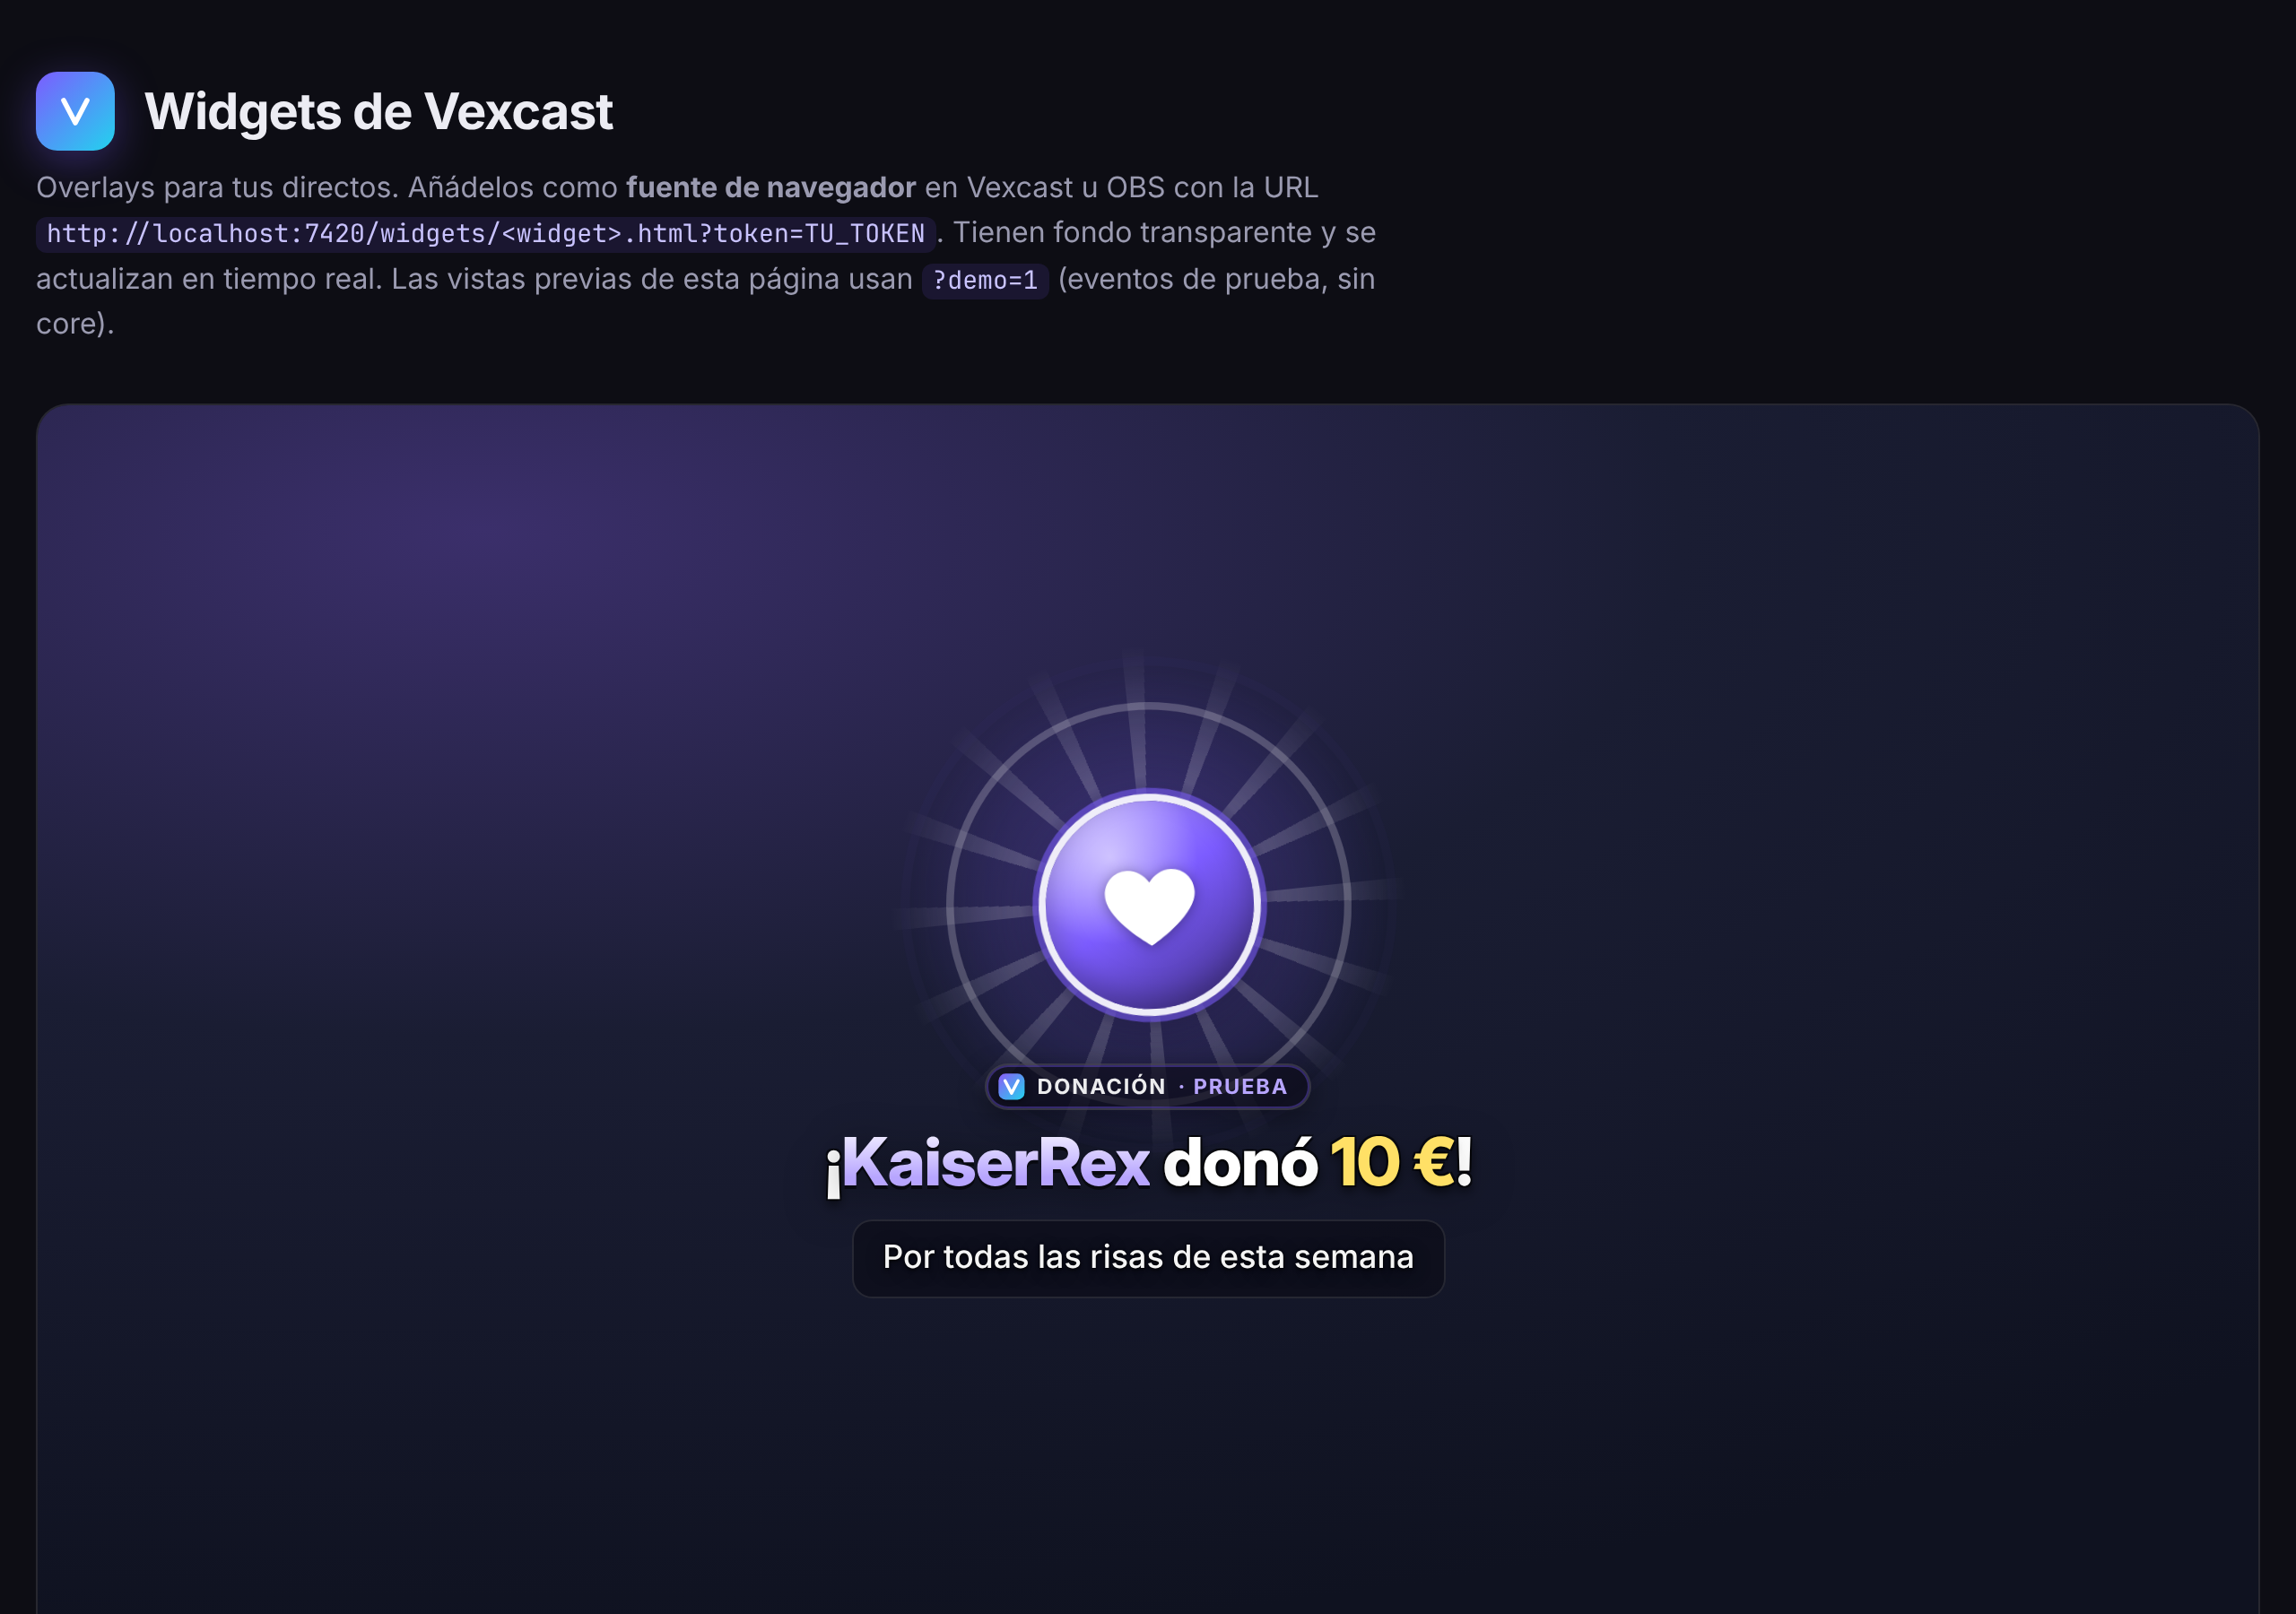 V Widgets de Vexcast
Overlays para tus directos. Añádelos como fuente de navegador en Vexcast u OBS con la URL
http://localhost:7420/widgets/<widget>.html?token=TU_TOKEN. Tienen fondo transparente y se
actualizan en tiempo real. Las vistas previas de esta página usan ?demo=1 (eventos de prueba, sin
core).
V DONACIÓN · PRUEBA
¡KaiserRex donó 10 €!
Por todas las risas de esta semana